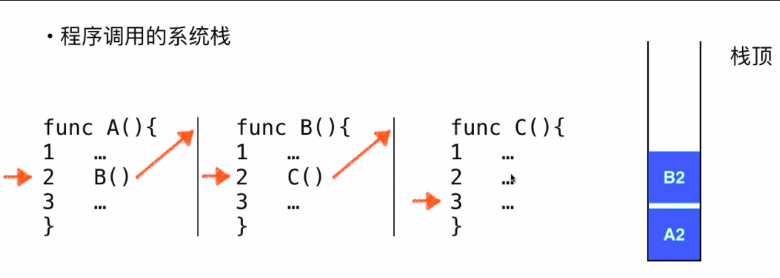 • 程序调用的系统栈
栈顶
func A(){
1 …
2 B()
3 …
}
func B(){
1 …
2 C()
3 …
}
func C(){
1 …
2 …
3 …
}
B2
A2